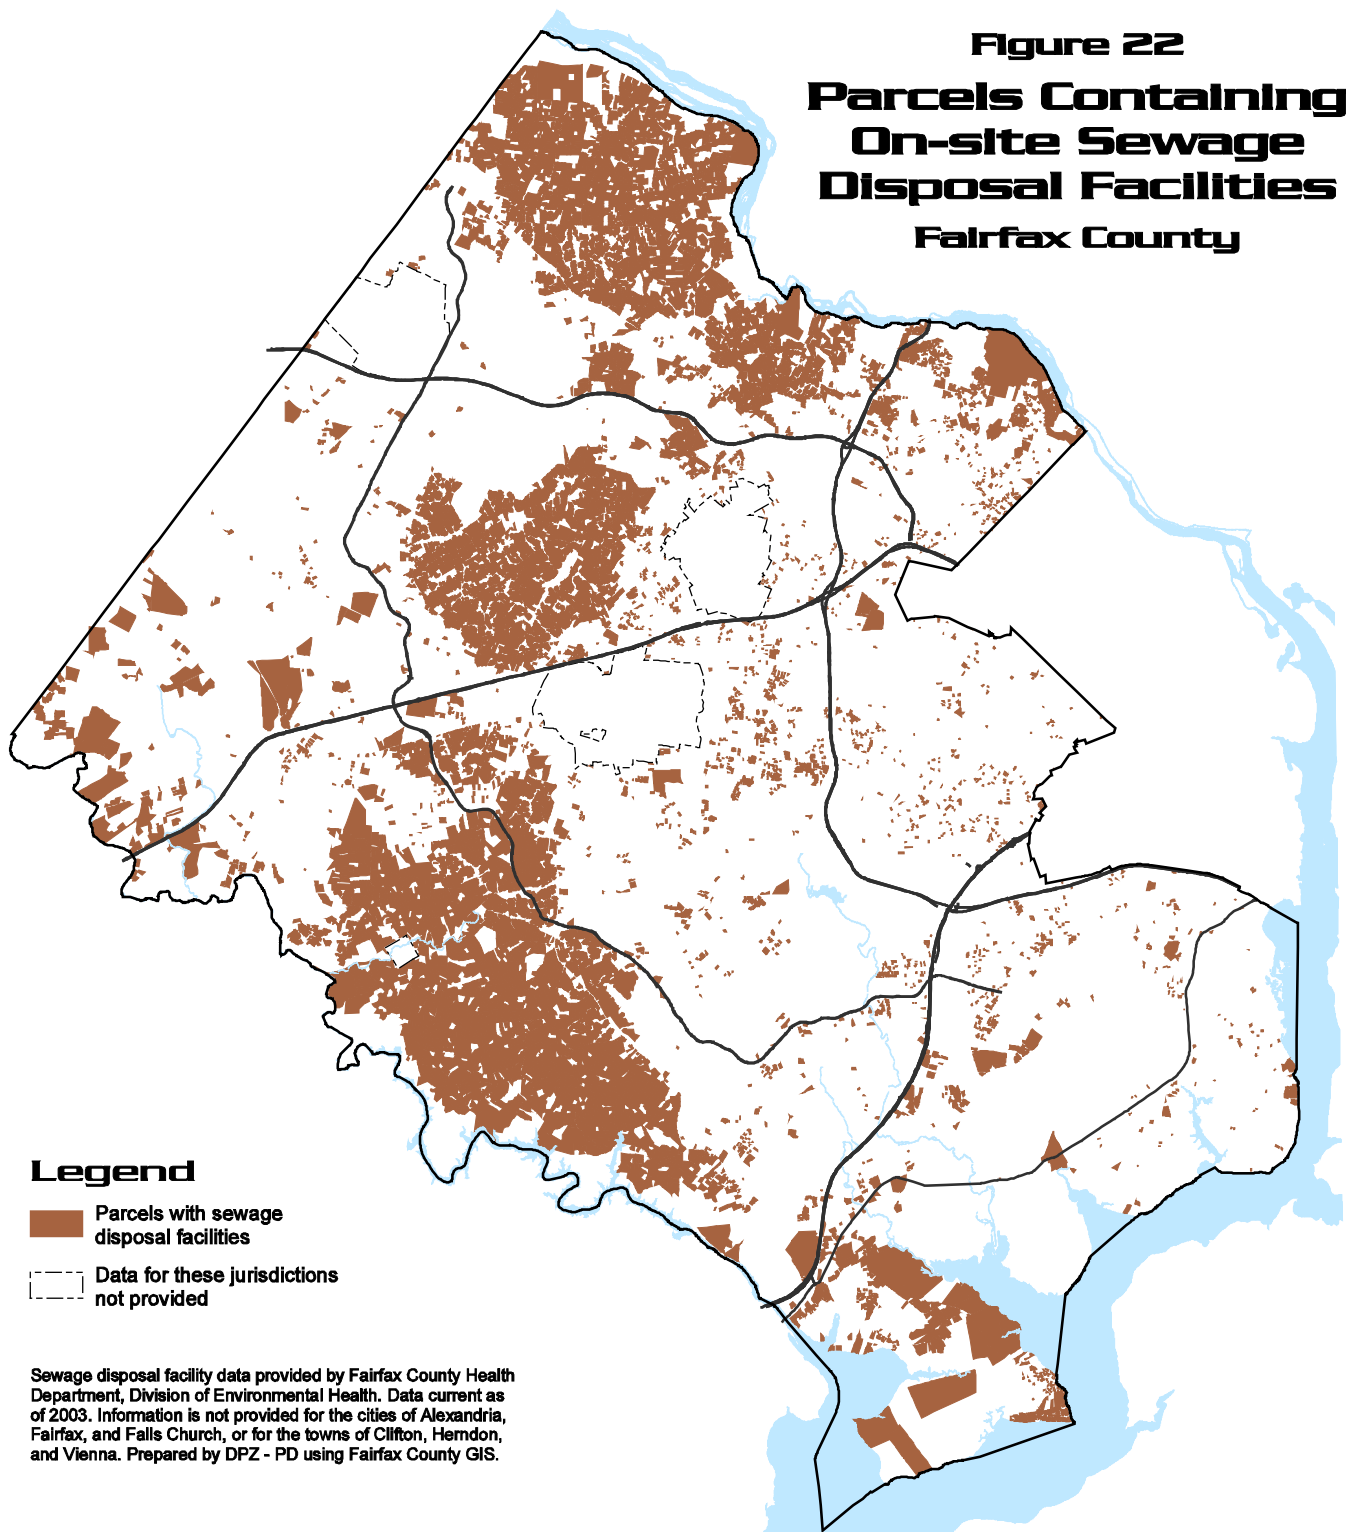 Figure 22
Parcels Containing
On-site Sewage
Disposal Facilities
Fairfax County
Legend
Parcels with sewage
disposal facilities
Data for these jurisdictions
not provided
Sewage disposal facility data provided by Fairfax County Health
Department, Division of Environmental Health. Data current as
of 2003. Information is not provided for the cities of Alexandria,
Fairfax, and Falls Church, or for the towns of Clifton, Herndon,
and Vienna. Prepared by DPZ - PD using Fairfax County GIS.